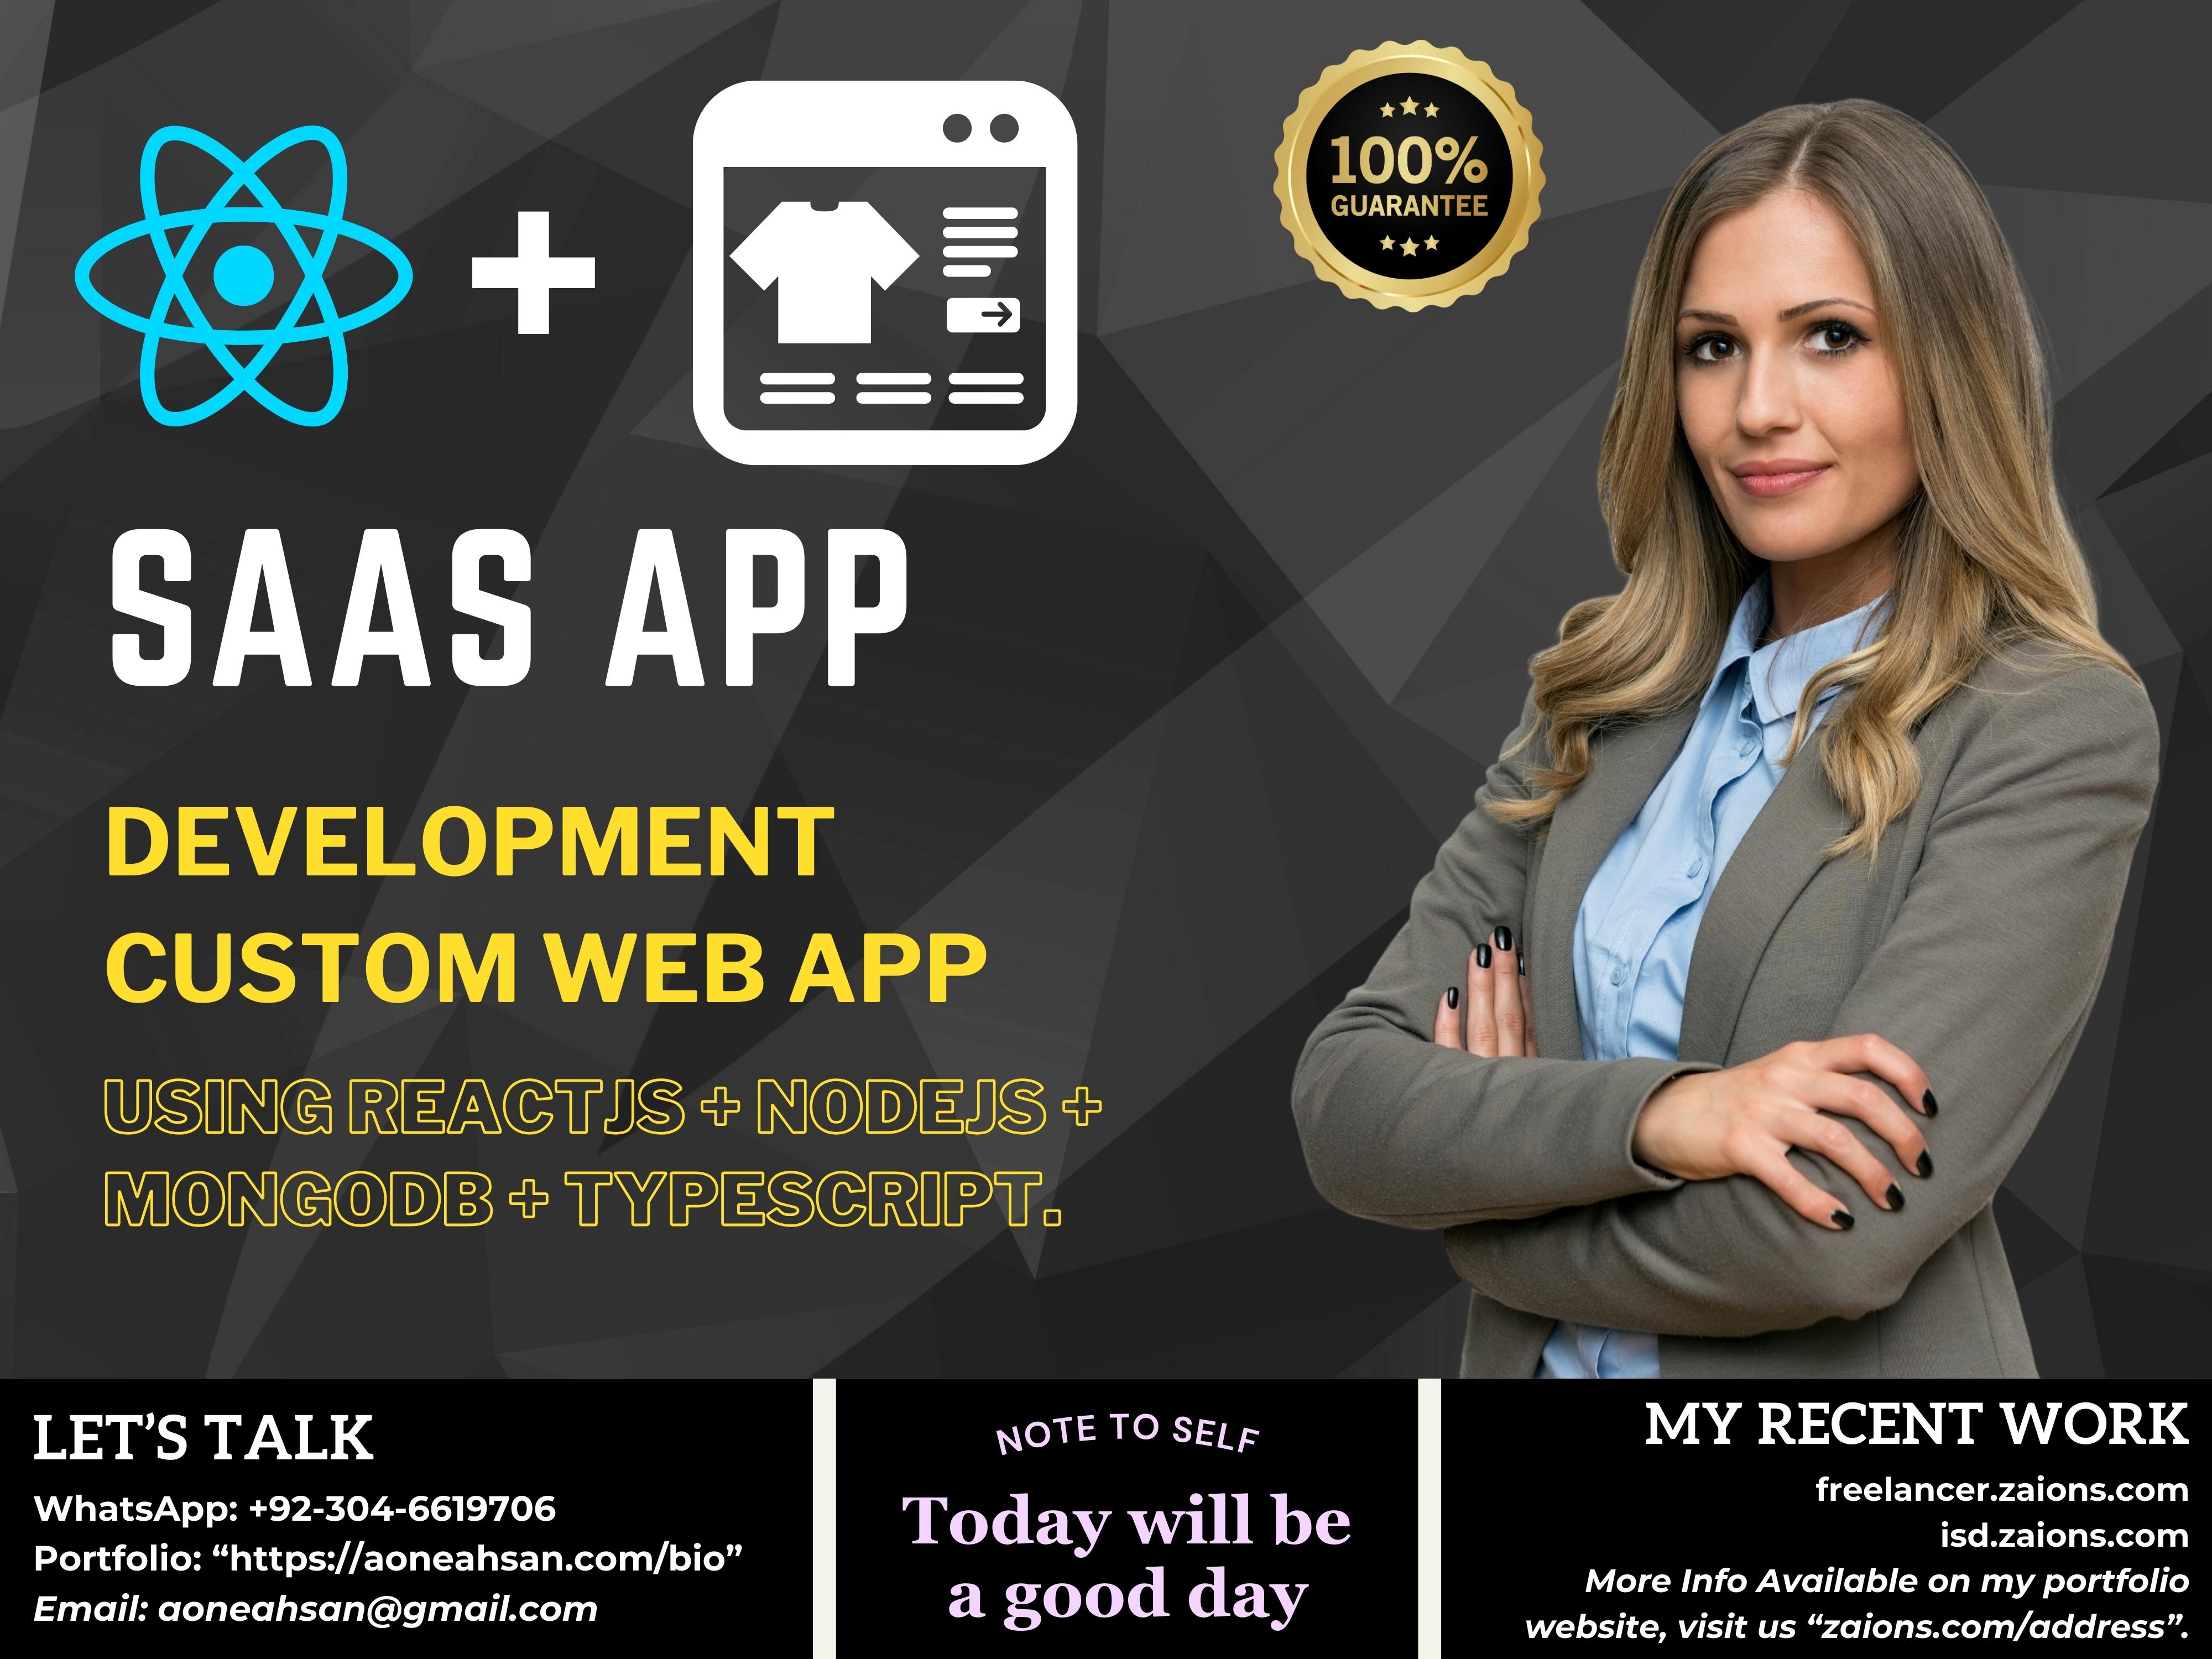 100%
GUARANTEE
SAAS APP
DEVELOPMENT
CUSTOM WEB APP
USING REACTJS + NODEJS +
MONGODB + TYPESCRIPT.
LET’S TALK
WhatsApp: +92-304-6619706
Portfolio: “https://aoneahsan.com/bio”
Email: aoneahsan@gmail.com
NOTE TO SELF
Today will be
a good day
MY RECENT WORK
freelancer.zaions.com
isd.zaions.com
More Info Available on my portfolio
website, visit us “zaions.com/address”.